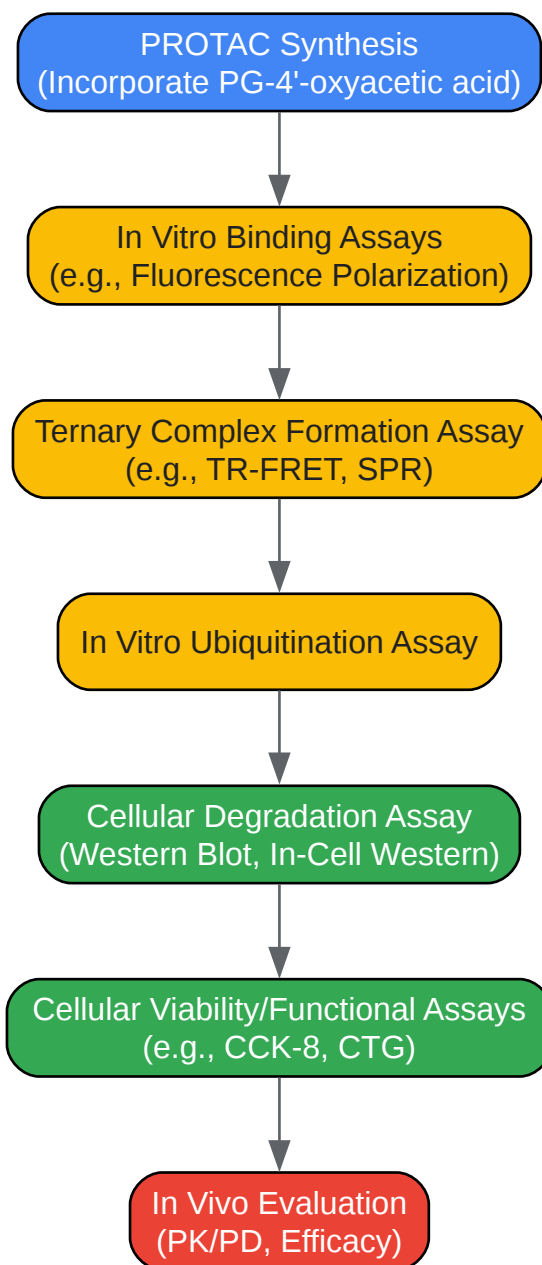 PROTAC Synthesis
(Incorporate PG-4'-oxyacetic acid)
In Vitro Binding Assays
(e.g., Fluorescence Polarization)
Ternary Complex Formation Assay
(e.g., TR-FRET, SPR)
In Vitro Ubiquitination Assay
Cellular Degradation Assay
(Western Blot, In-Cell Western)
Cellular Viability/Functional Assays
(e.g., CCK-8, CTG)
In Vivo Evaluation
(PK/PD, Efficacy)